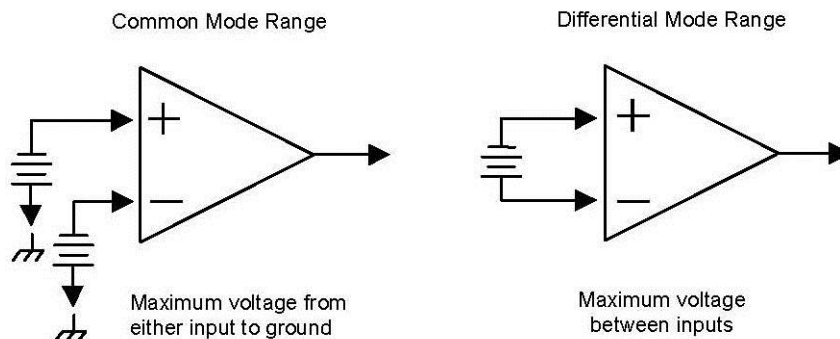 Common Mode Range
Differential Mode Range
+
−
+
−
Maximum voltage from
either input to ground
Maximum voltage
between inputs